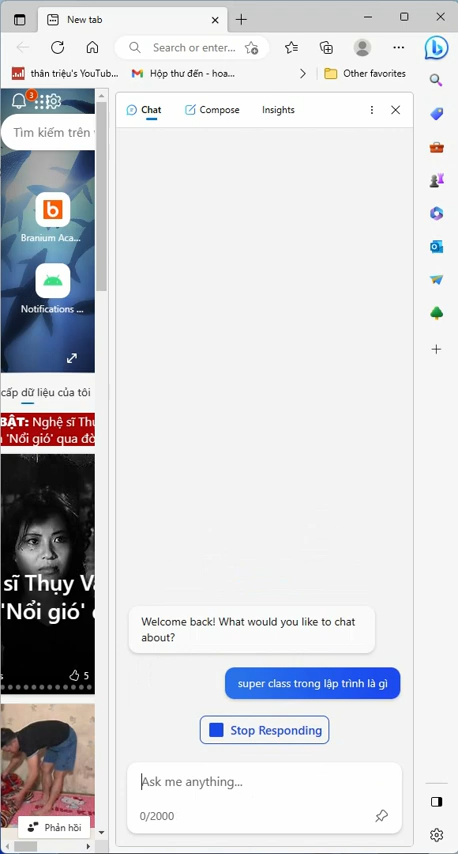 New tab
Search or enter...
thân triệu's YouTub...
Hộp thư đến - hoa...
Other favorites
3
Tìm kiếm trên
Branium Aca...
Notifications ...
cấp dữ liệu của tôi
BẬT: Nghệ sĩ Thụ
'Nổi gió' qua đò
sĩ Thụy Vâ
'Nổi gió'
5
Phản hồi
Chat
Compose
Insights
Welcome back! What would you like to chat
about?
super class trong lập trình là gì
Stop Responding
Ask me anything...
0/2000